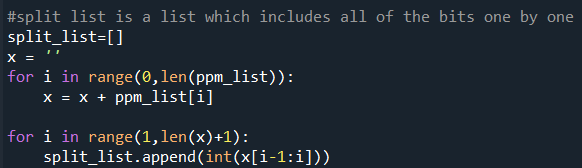 #split list is a list which includes all of the bits one by one
split_list=[]
x = ''
for i in range(0,len(ppm_list)):
    x = x + ppm_list[i]

for i in range(1,len(x)+1):
    split_list.append(int(x[i-1:i]))